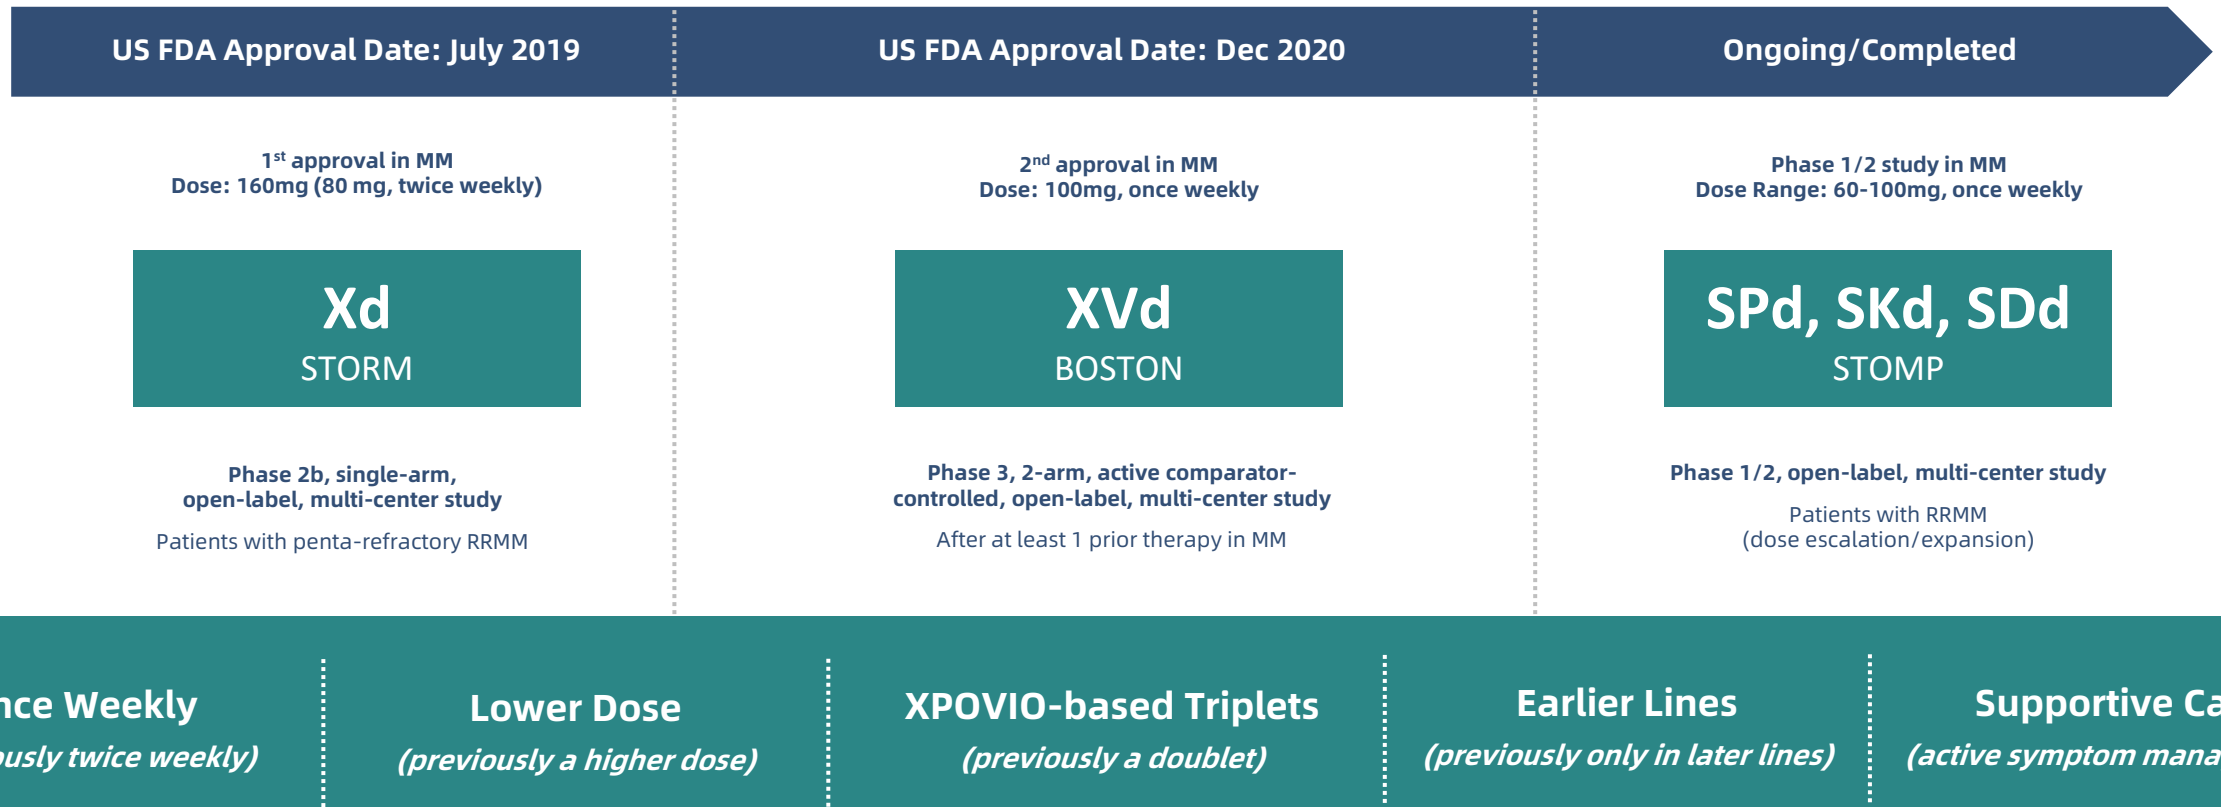 US FDA Approval Date: July 2019
US FDA Approval Date: Dec 2020
Ongoing/Completed
1st approval in MM
Dose: 160mg (80 mg, twice weekly)
2nd approval in MM
Dose: 100mg, once weekly
Phase 1/2 study in MM
Dose Range: 60-100mg, once weekly
Xd
STORM
XVd
BOSTON
SPd, SKd, SDd
STOMP
Phase 2b, single-arm,
open-label, multi-center study
Patients with penta-refractory RRMM
Phase 3, 2-arm, active comparator-
controlled, open-label, multi-center study
After at least 1 prior therapy in MM
Phase 1/2, open-label, multi-center study
Patients with RRMM
(dose escalation/expansion)
Weekly
twice weekly)
Lower Dose
(previously a higher dose)
XPOVIO-based Triplets
(previously a doublet)
Earlier Lines
(previously only in later lines)
Supportive
(active symptom